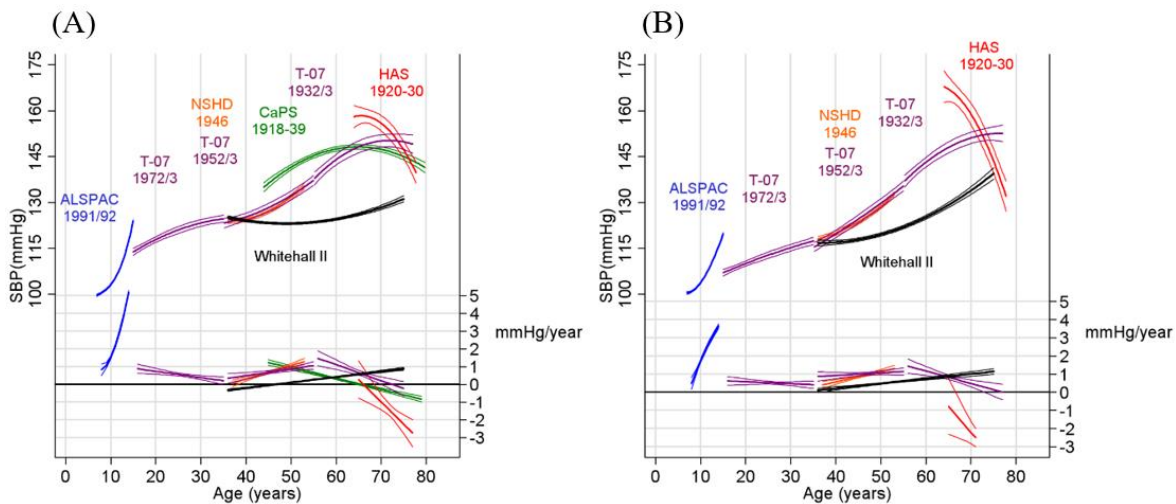 (A)
SBP(mmHg)
175
160
145
130
115
100
ALSPAC
1991/92
T-07
1972/3
NSHD
1946
T-07
1952/3
CaPS
1918-39
T-07
1932/3
HAS
1920-30
Whitehall II
5
4
3
2
1
0
-1
-2
-3
mmHg/year
0 10 20 30 40 50 60 70 80
Age (years)
(B)
SBP(mmHg)
175
160
145
130
115
100
ALSPAC
1991/92
T-07
1972/3
NSHD
1946
T-07
1952/3
T-07
1932/3
HAS
1920-30
Whitehall II
5
4
3
2
1
0
-1
-2
-3
mmHg/year
0 10 20 30 40 50 60 70 80
Age (years)